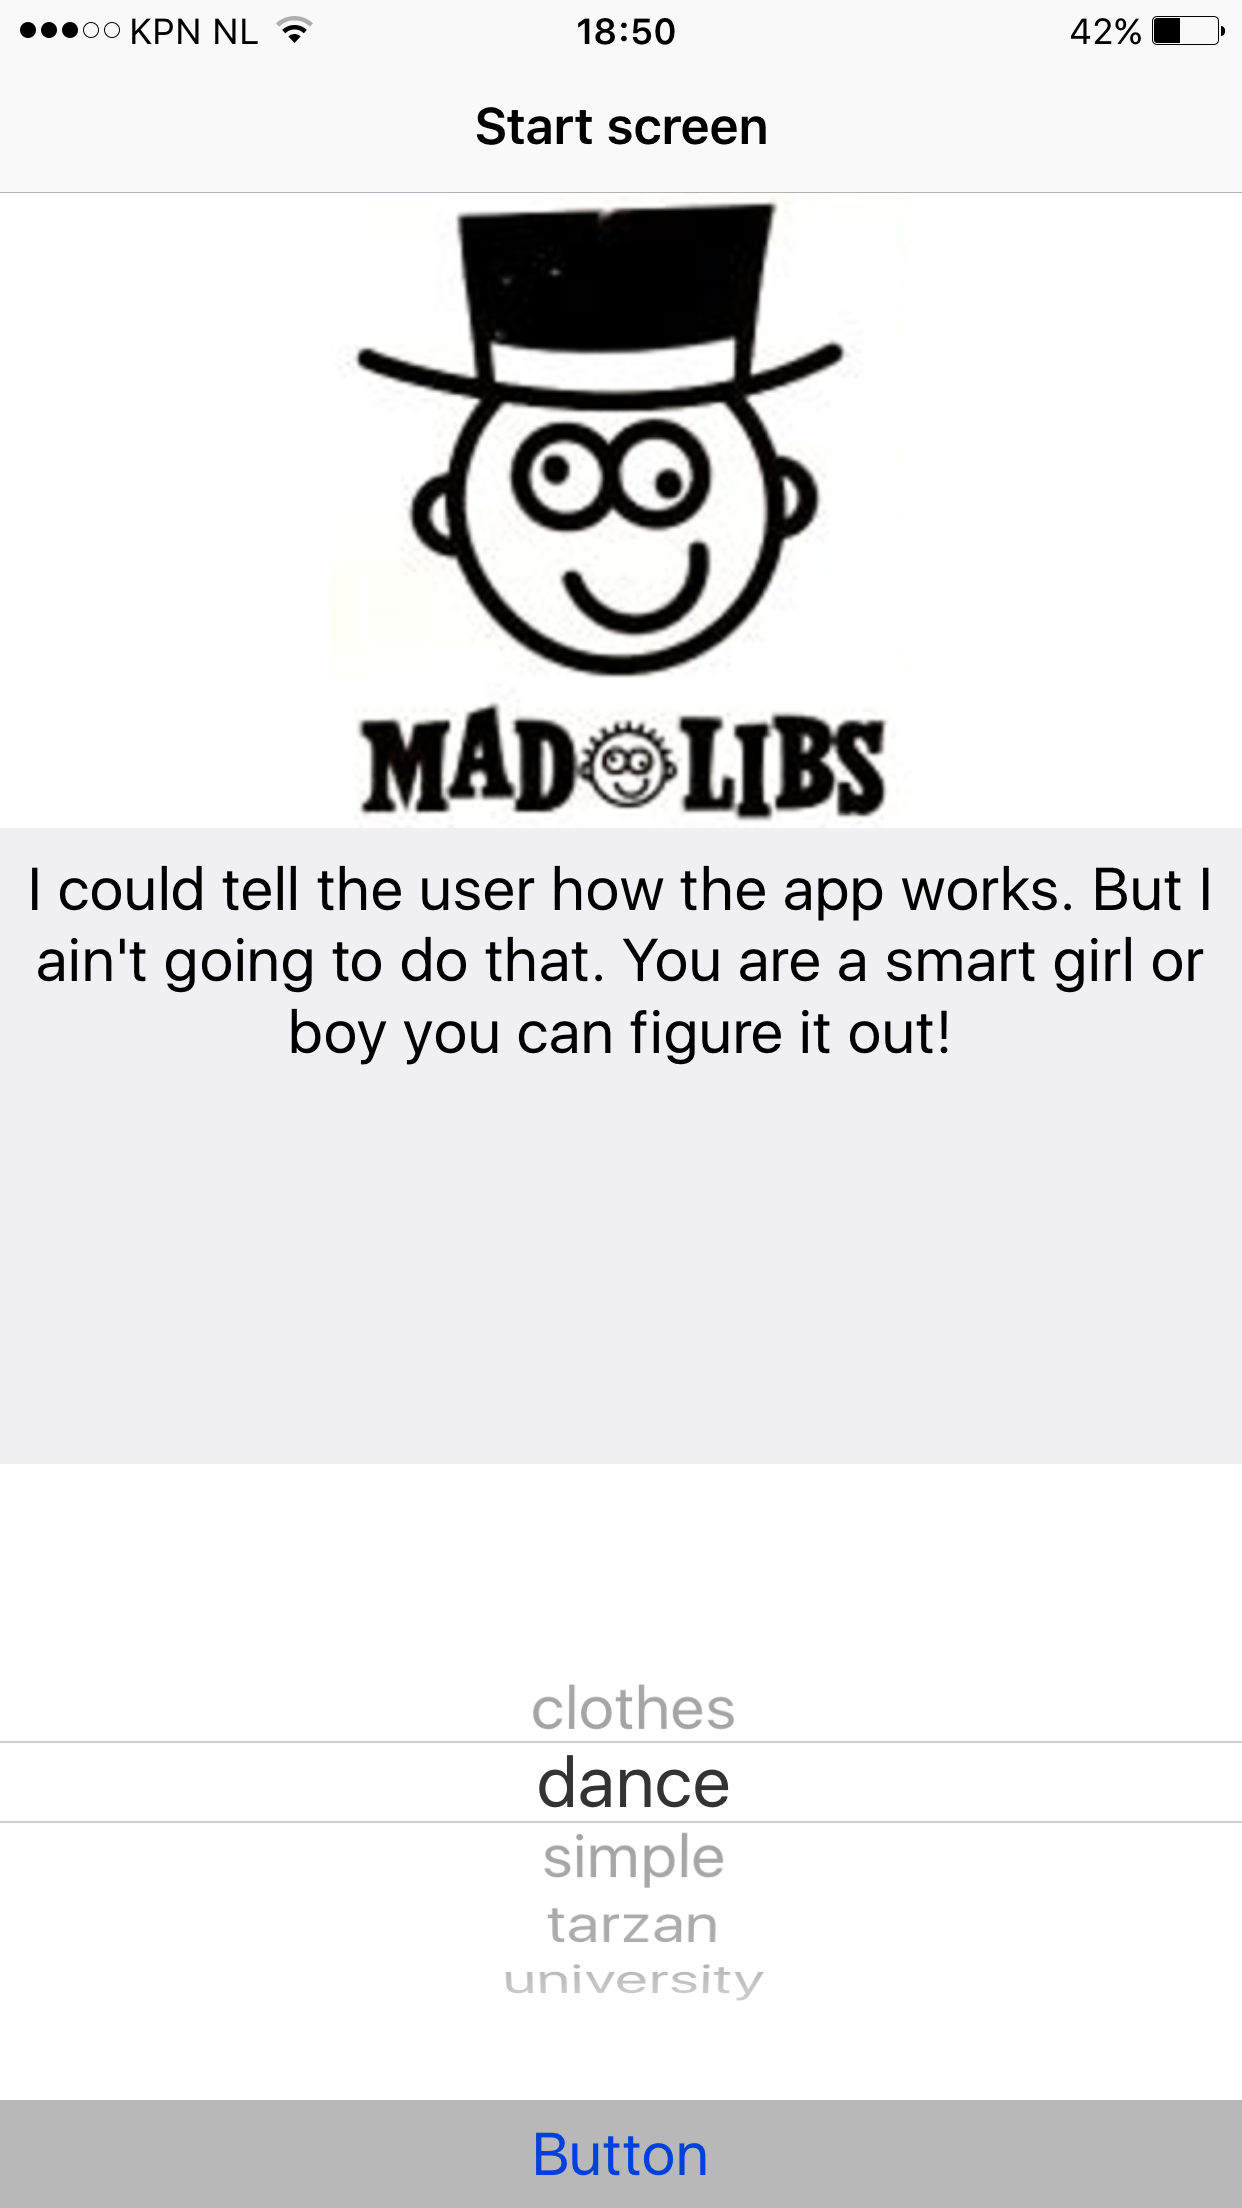 KPN NL 18:50 42%
Start screen
MAD LIBS
I could tell the user how the app works. But I
ain't going to do that. You are a smart girl or
boy you can figure it out!
clothes
dance
simple
tarzan
university
Button